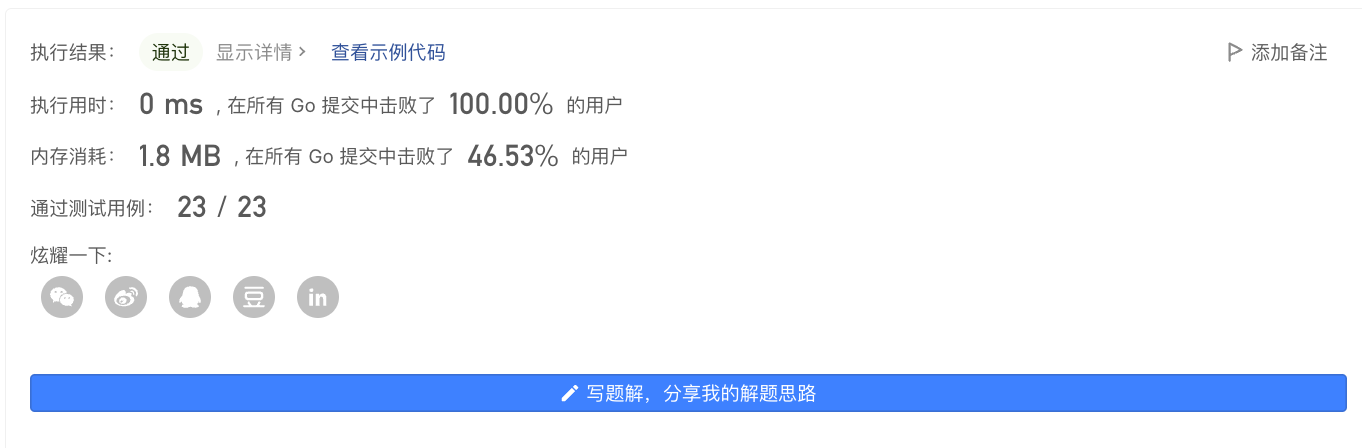 执行结果： 通过 显示详情 › 查看示例代码 添加备注
执行用时： 0 ms , 在所有 Go 提交中击败了 100.00% 的用户
内存消耗： 1.8 MB , 在所有 Go 提交中击败了 46.53% 的用户
通过测试用例： 23 / 23
炫耀一下:
豆 in
写题解，分享我的解题思路